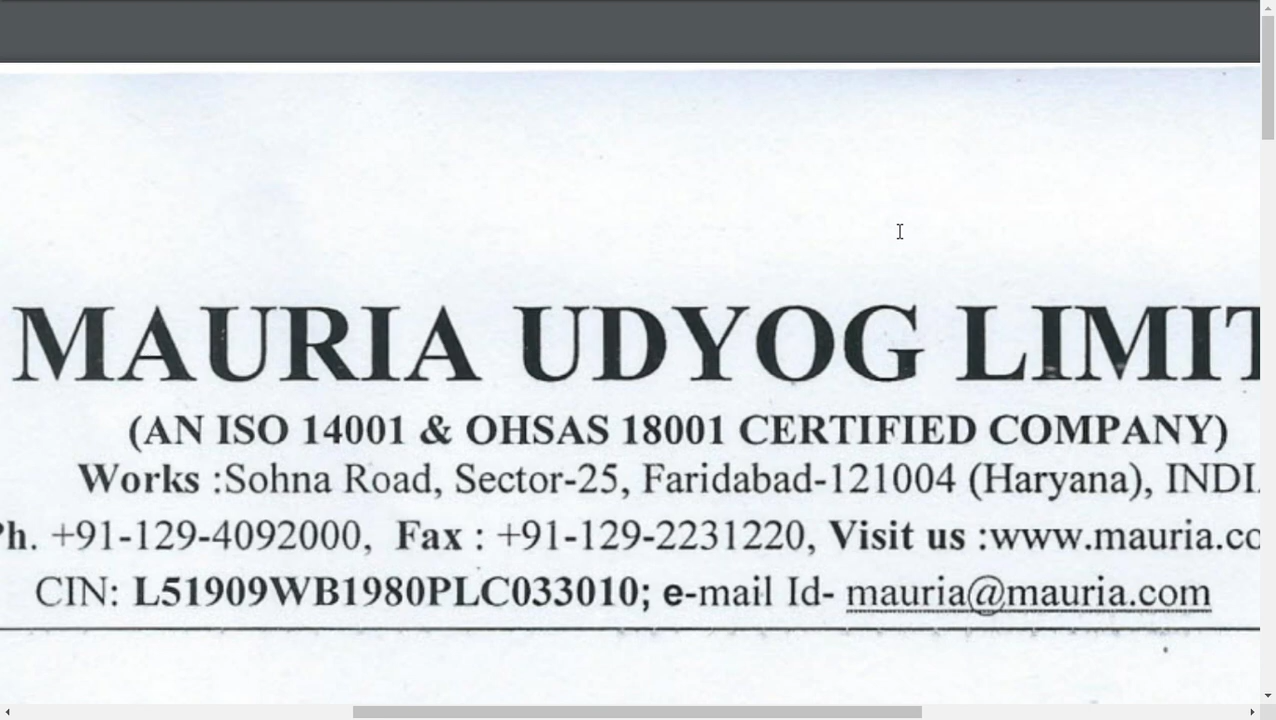 MAURIA UDYOG LIMIT
(AN ISO 14001 & OHSAS 18001 CERTIFIED COMPANY)
Works :Sohna Road, Sector-25, Faridabad-121004 (Haryana), INDI
Ph. +91-129-4092000, Fax : +91-129-2231220, Visit us :www.mauria.co
CIN: L51909WB1980PLC033010; e-mail Id- mauria@mauria.com